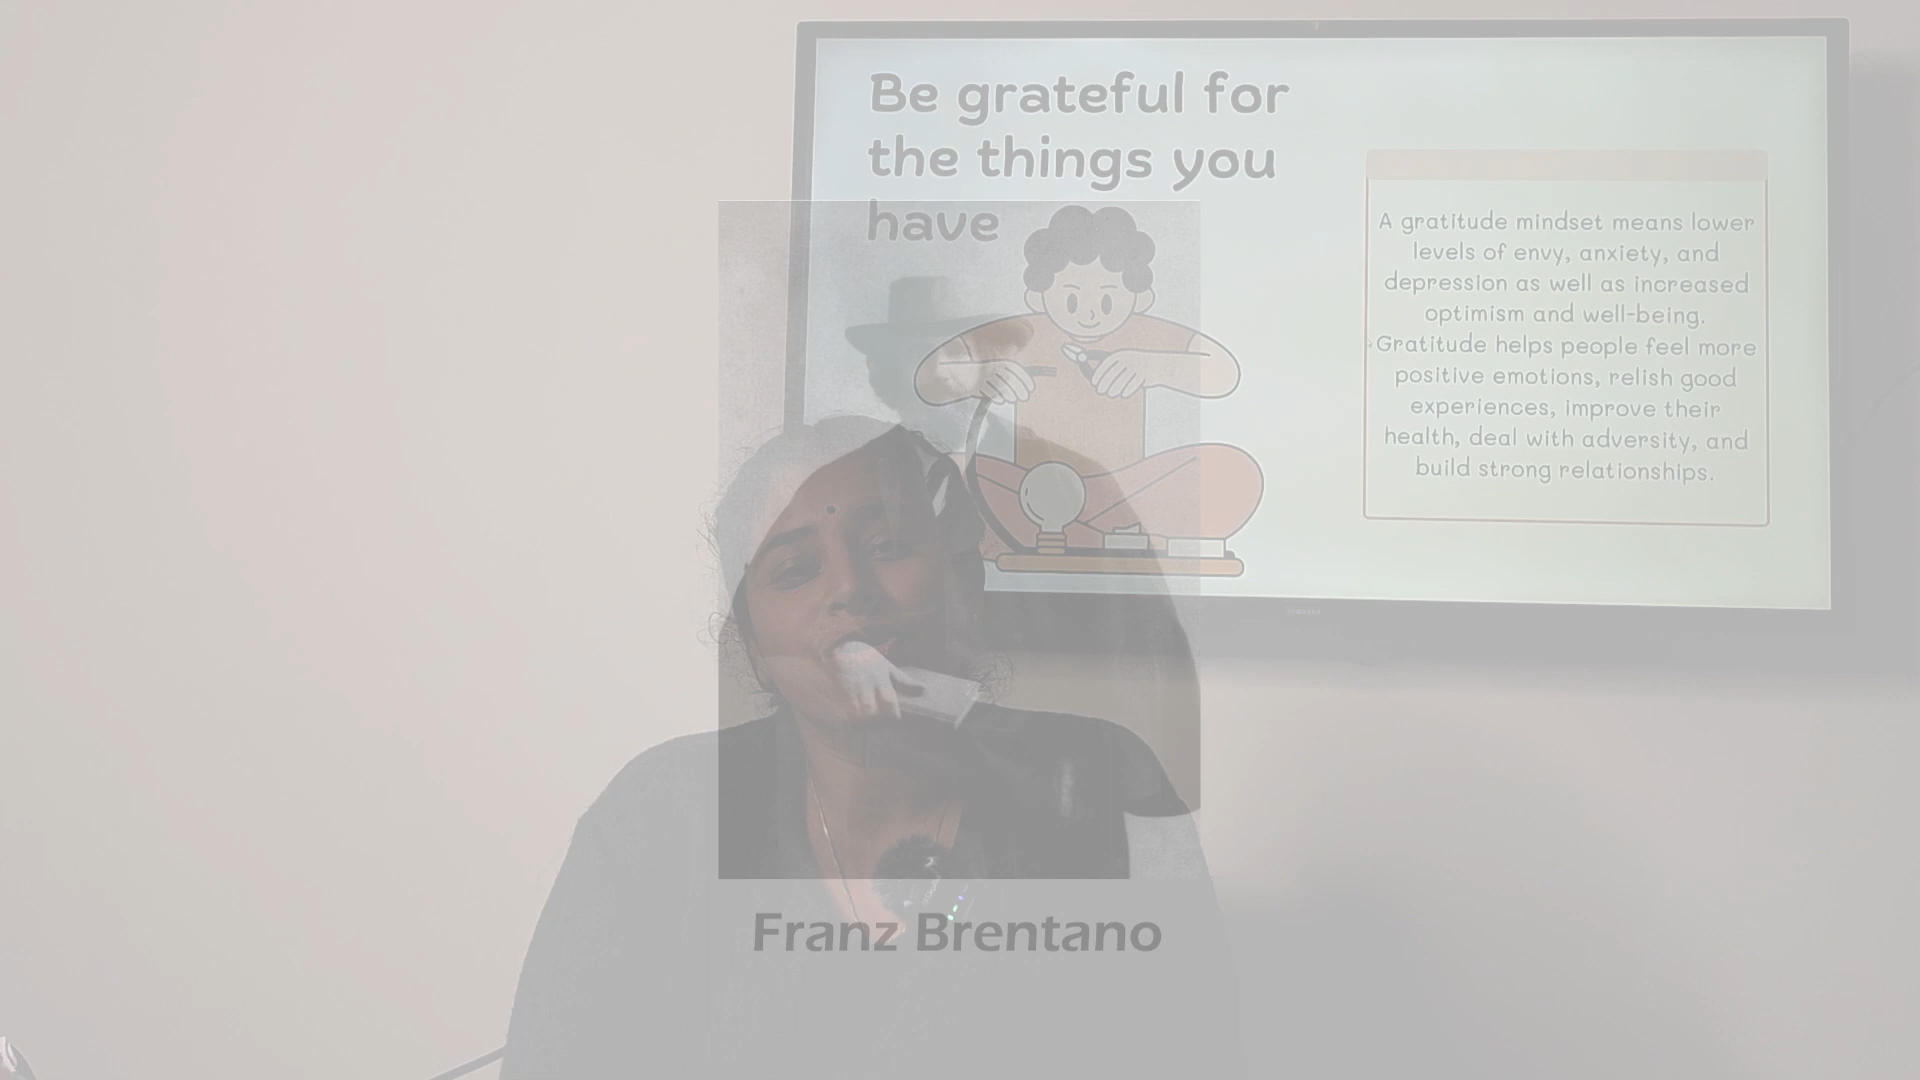 Be grateful for
the things you
have
A gratitude mindset means lower
levels of envy, anxiety, and
depression as well as increased
optimism and well-being.
Gratitude helps people feel more
positive emotions, relish good
experiences, improve their
health, deal with adversity, and
build strong relationships.
SAMSUNG
Franz Brentano